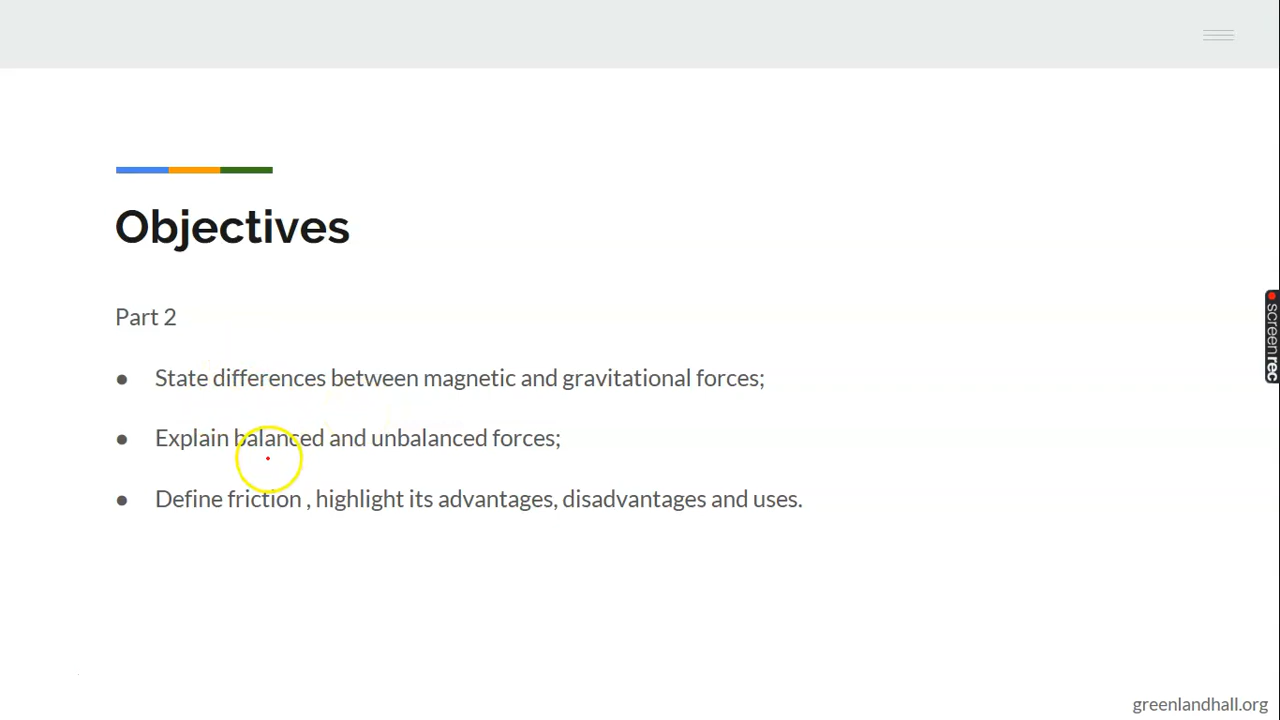 Objectives
Part 2
● State differences between magnetic and gravitational forces;
● Explain balanced and unbalanced forces;
● Define friction , highlight its advantages, disadvantages and uses.
screenrec
greenlandhall.org